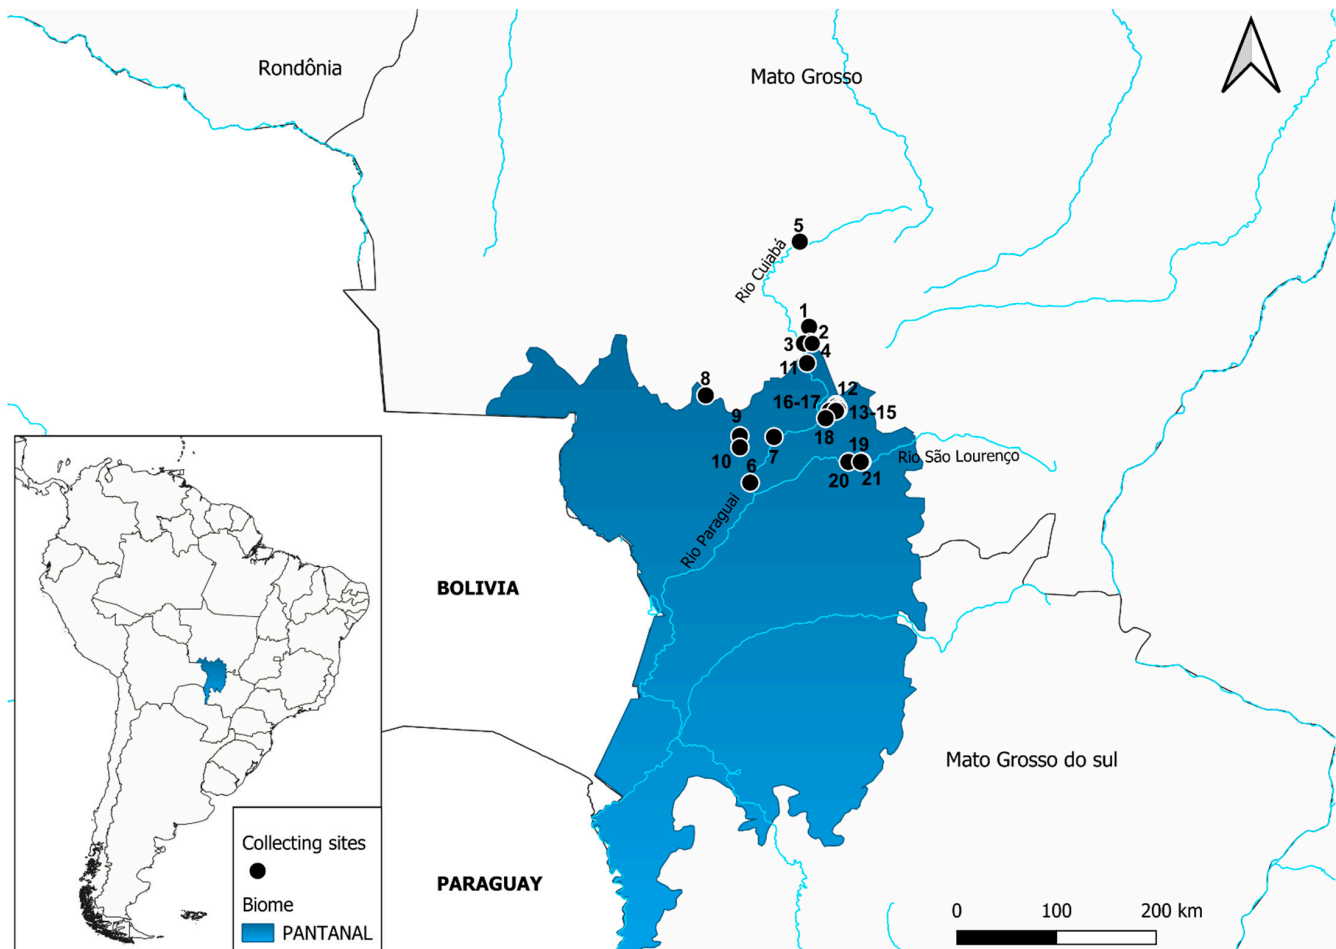 Rondônia
Mato Grosso
5
Rio Cuiabá
1
2
3
4
11
8
12
16-17
13-15
9
18
10
7
19
Rio São Lourenço
6
20
21
Rio Paraguai
BOLIVIA
Mato Grosso do sul
Collecting sites
Biome
PANTANAL
PARAGUAY
0
100
200 km